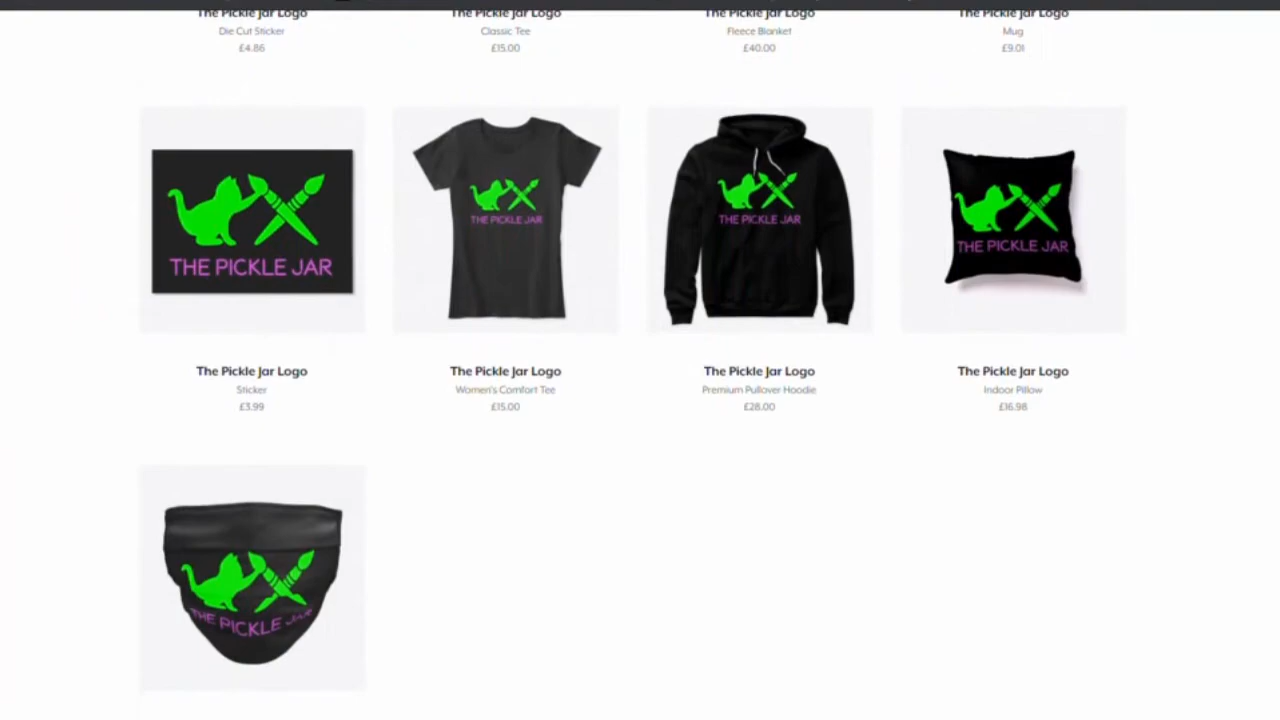 The Pickle Jar Logo The Pickle Jar Logo The Pickle Jar Logo The Pickle Jar Logo
Die Cut Sticker Classic Tee Fleece Blanket Mug
£4.86 £15.00 £40.00 £9.01
THE PICKLE JAR THE PICKLE JAR THE PICKLE JAR THE PICKLE JAR
The Pickle Jar Logo The Pickle Jar Logo The Pickle Jar Logo The Pickle Jar Logo
Sticker Women's Comfort Tee Premium Pullover Hoodie Indoor Pillow
£3.99 £15.00 £28.00 £16.98
THE PICKLE JAR